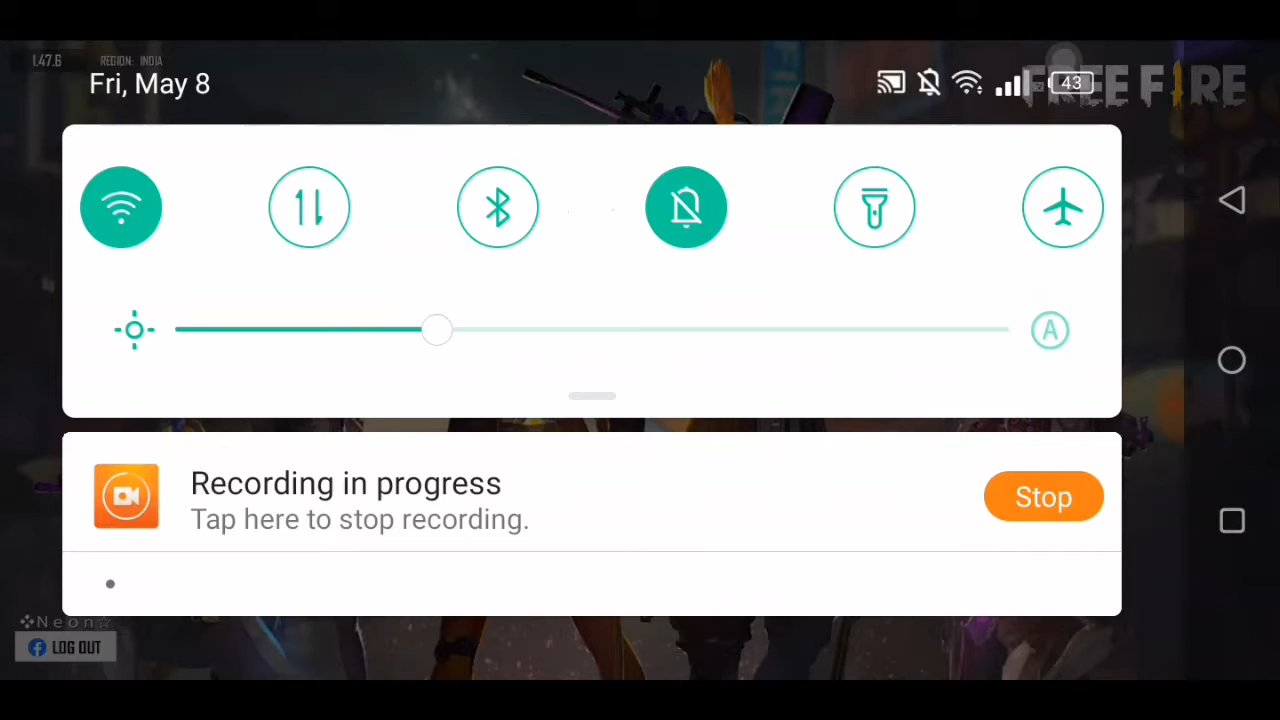 1.47.6 REGION: INDIA
Fri, May 8
43
FREE FIRE
A
Recording in progress
Tap here to stop recording.
Stop
❖Nëon☆
LOG OUT